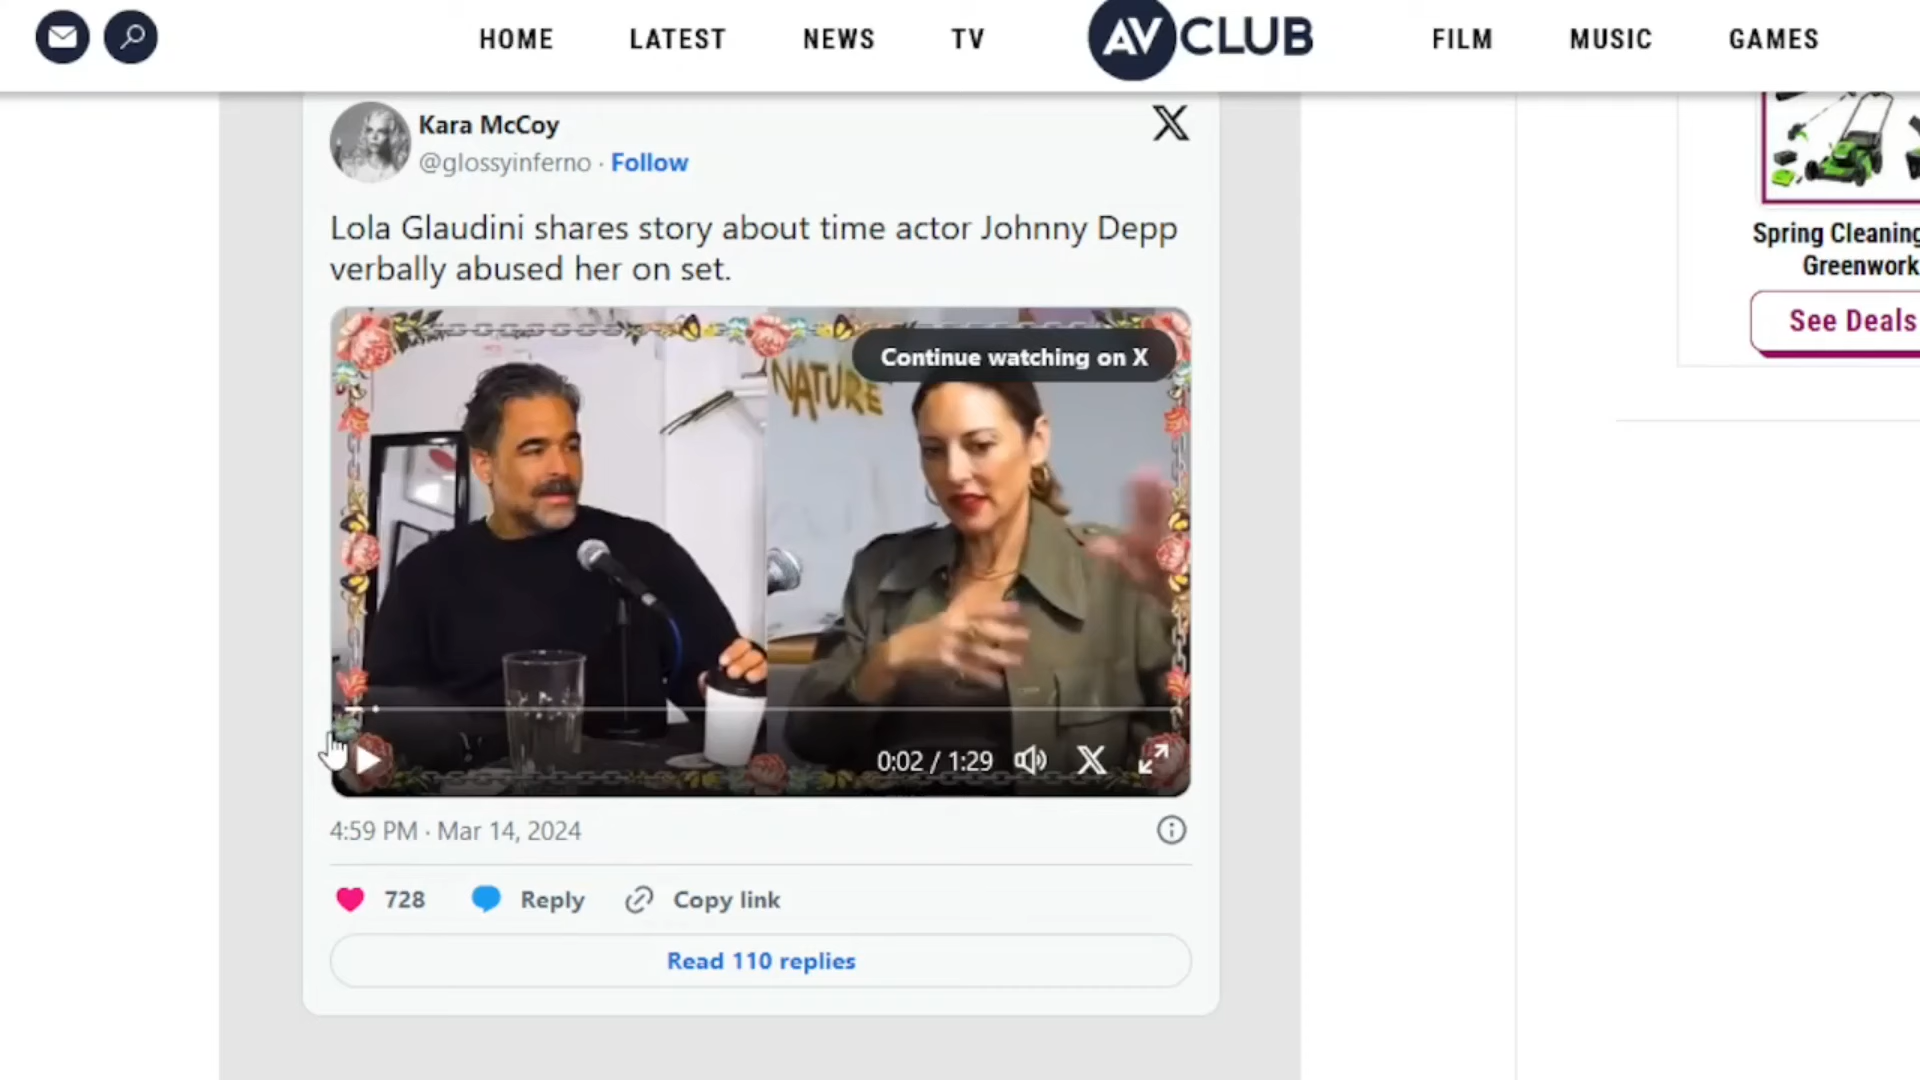 HOME
LATEST
NEWS
TV
AV CLUB
FILM
MUSIC
GAMES
Kara McCoy
@glossyinferno · Follow
Lola Glaudini shares story about time actor Johnny Depp
verbally abused her on set.
Continue watching on X
NATURE
0:02 / 1:29
4:59 PM · Mar 14, 2024
728
Reply
Copy link
Read 110 replies
Spring Cleaning
Greenwork
See Deals